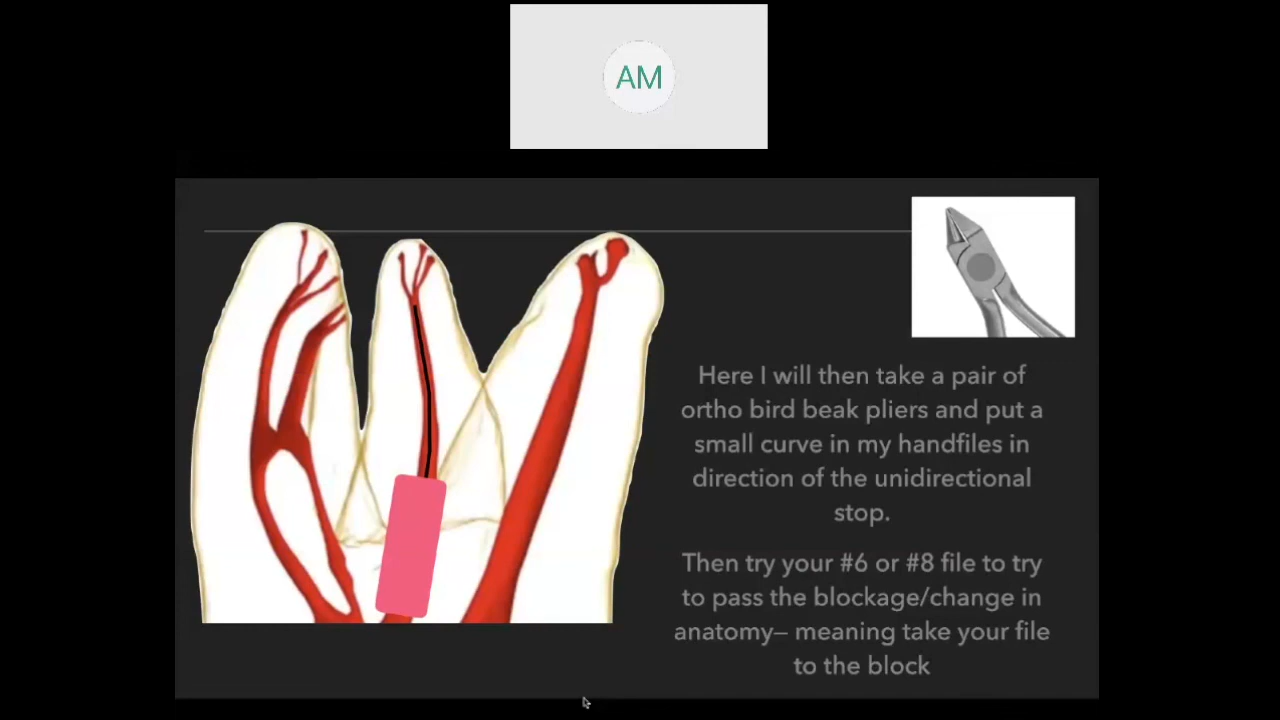 AM
Here I will then take a pair of
ortho bird beak pliers and put a
small curve in my handfiles in
direction of the unidirectional
stop.
Then try your #6 or #8 file to try
to pass the blockage/change in
anatomy– meaning take your file
to the block